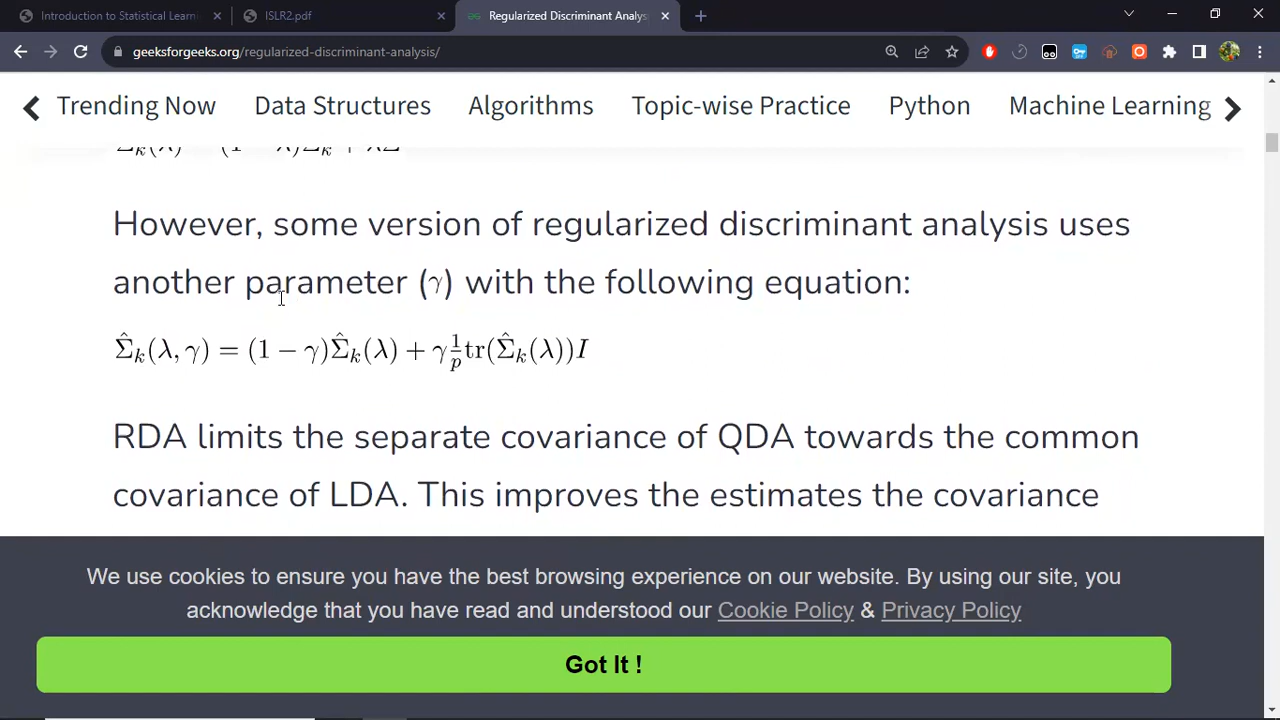 Introduction to Statistical Learni
ISLR2.pdf
Regularized Discriminant Analys
geeksforgeeks.org/regularized-discriminant-analysis/
Trending Now Data Structures Algorithms Topic-wise Practice Python Machine Learning
However, some version of regularized discriminant analysis uses
another parameter (γ) with the following equation:
Σ̂ₖ(λ, γ) = (1 − γ)Σ̂ₖ(λ) + γ 1/p tr(Σ̂ₖ(λ))I
RDA limits the separate covariance of QDA towards the common
covariance of LDA. This improves the estimates the covariance
We use cookies to ensure you have the best browsing experience on our website. By using our site, you
acknowledge that you have read and understood our Cookie Policy & Privacy Policy
Got It !